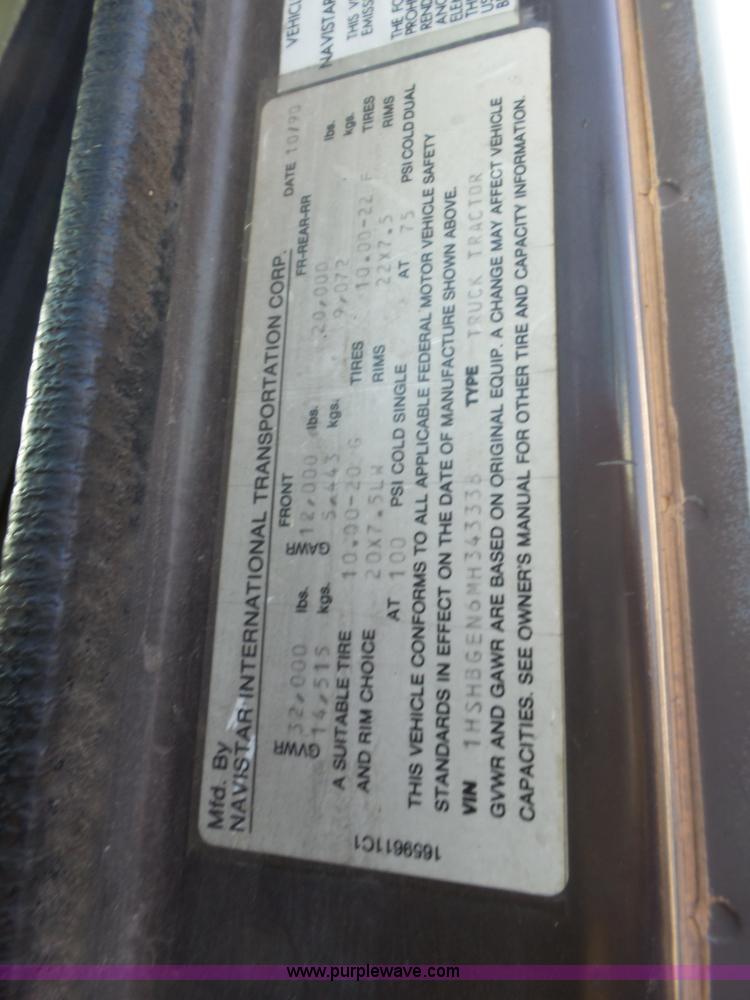 Mfd. By
NAVISTAR INTERNATIONAL TRANSPORTATION CORP. DATE 10/90
FRONT FR-REAR-RR
GVWR 32,000 lbs. GAWR 12,000 lbs. 20,000 lbs.
14,515 kgs. 5,443 kgs. 9,072 kgs.
A SUITABLE TIRE 10.00-20 G TIRES 10.00-22 F TIRES
AND RIM CHOICE 20X7.5LW RIMS 22X7.5 RIMS
AT 100 PSI COLD SINGLE AT 75 PSI COLD DUAL
THIS VEHICLE CONFORMS TO ALL APPLICABLE FEDERAL MOTOR VEHICLE SAFETY
STANDARDS IN EFFECT ON THE DATE OF MANUFACTURE SHOWN ABOVE.
VIN 1HSHBGEN6MH343338 TYPE TRUCK TRACTOR
GVWR AND GAWR ARE BASED ON ORIGINAL EQUIP. A CHANGE MAY AFFECT VEHICLE
CAPACITIES. SEE OWNER'S MANUAL FOR OTHER TIRE AND CAPACITY INFORMATION.
1659611C1
NAVISTAR
THIS
THE
www.purplewave.com